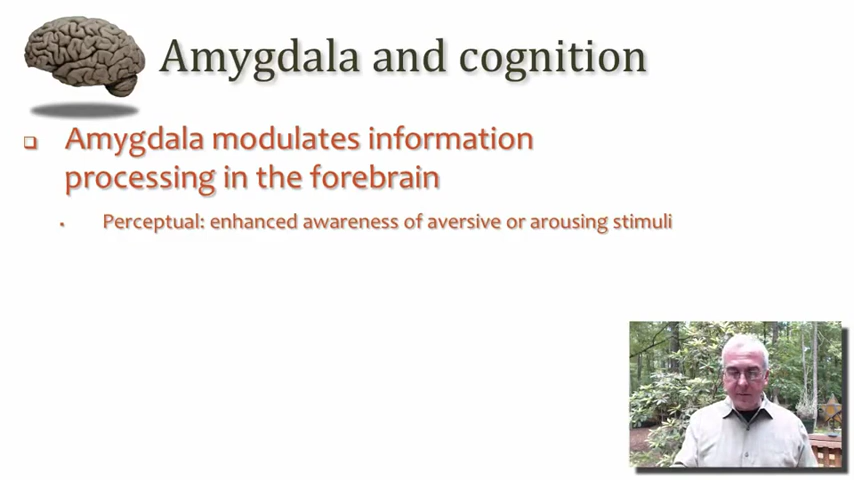 Amygdala and cognition
Amygdala modulates information
processing in the forebrain
Perceptual: enhanced awareness of aversive or arousing stimuli